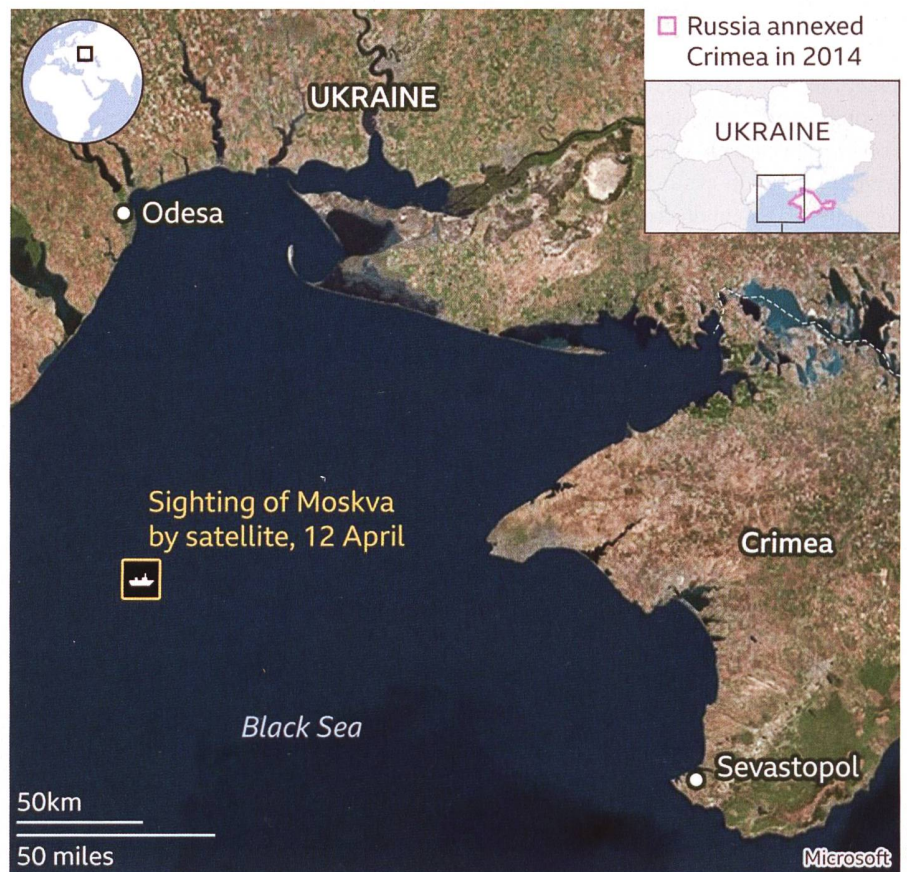 Russia annexed
Crimea in 2014
UKRAINE
UKRAINE
Odesa
Sighting of Moskva
by satellite, 12 April
Crimea
Black Sea
Sevastopol
50km
50 miles
Microsoft